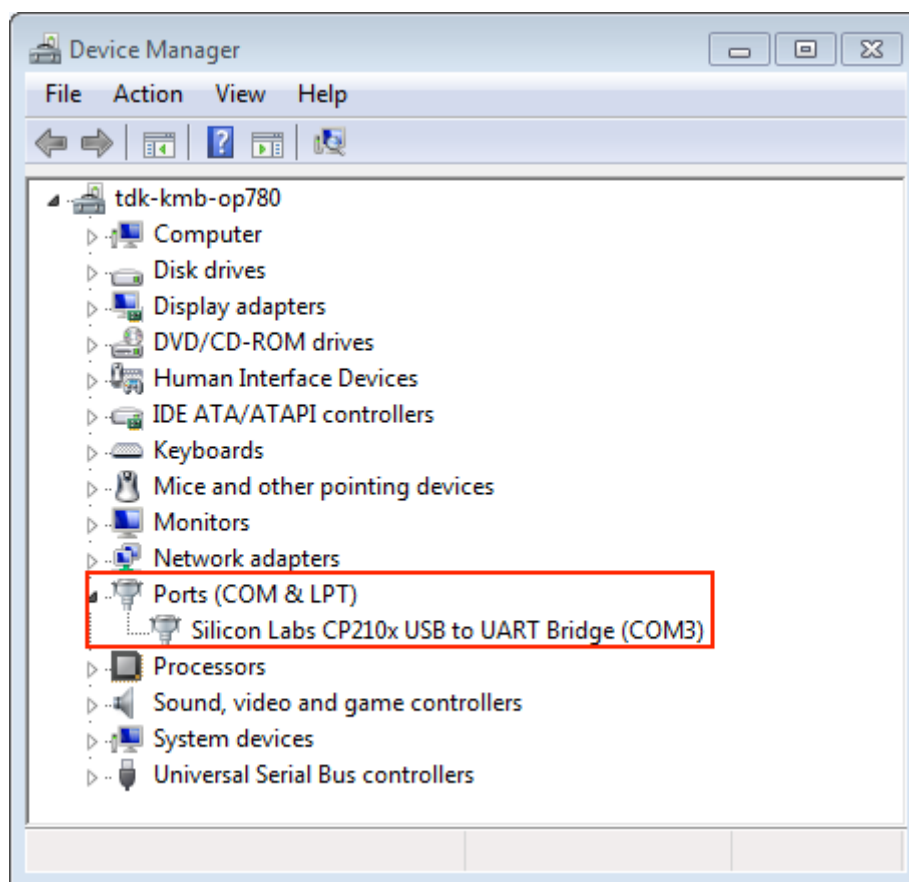 Device Manager
File Action View Help
?
tdk-kmb-op780
Computer
Disk drives
Display adapters
DVD/CD-ROM drives
Human Interface Devices
IDE ATA/ATAPI controllers
Keyboards
Mice and other pointing devices
Monitors
Network adapters
Ports (COM & LPT)
Silicon Labs CP210x USB to UART Bridge (COM3)
Processors
Sound, video and game controllers
System devices
Universal Serial Bus controllers